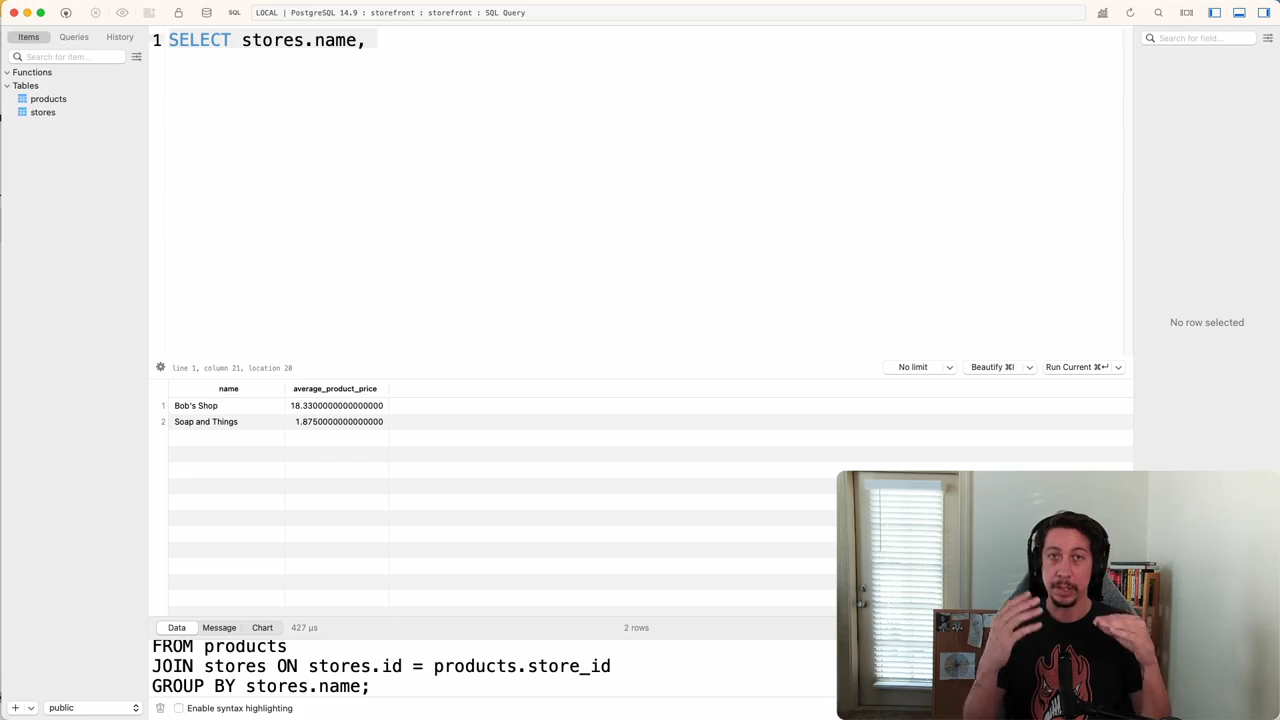 SQL
LOCAL | PostgreSQL 14.9 : storefront : storefront : SQL Query
Items Queries History
Search for item...
Functions
Tables
products
stores
1 SELECT stores.name,
Search for field...
No row selected
line 1, column 21, location 20
No limit
Beautify ⌘I
Run Current ⌘↩
name average_product_price
1 Bob's Shop 18.3300000000000000
2 Soap and Things 1.8750000000000000
Data Message Chart 427 µs 2 rows
FROM products
JOIN stores ON stores.id = products.store_id
GROUP BY stores.name;
public
Enable syntax highlighting